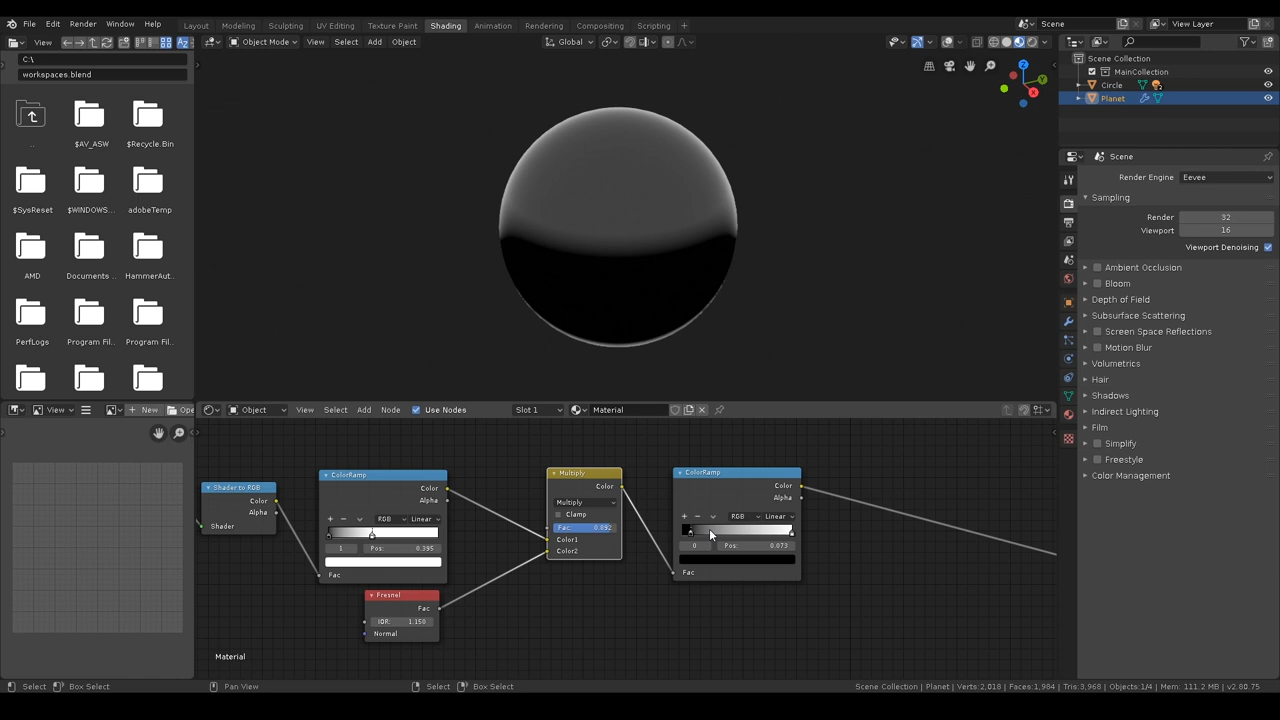 File Edit Render Window Help Layout Modeling Sculpting UV Editing Texture Paint Shading Animation Rendering Compositing Scripting + Scene View Layer
View Object Mode View Select Add Object Global
C:\
workspaces.blend
.. $AV_ASW $Recycle.Bin
$SysReset $WINDOWS... adobeTemp
AMD Documents .. HammerAut..
PerfLogs Program Fil.. Program Fil..
Scene Collection
MainCollection
Circle
Planet
Scene
Render Engine Eevee
Sampling
Render 32
Viewport 16
Viewport Denoising
Ambient Occlusion
Bloom
Depth of Field
Subsurface Scattering
Screen Space Reflections
Motion Blur
Volumetrics
Hair
Shadows
Indirect Lighting
Film
Simplify
Freestyle
Color Management
View + New Ope
Object View Select Add Node Use Nodes Slot 1 Material
Shader to RGB
Color
Alpha
Shader
ColorRamp
Color
Alpha
+ − RGB Linear
1 Pos: 0.395
Fac
Fresnel
Fac
IOR: 1.150
Normal
Multiply
Color
Multiply
Clamp
Fac: 0.892
Color1
Color2
ColorRamp
Color
Alpha
+ − RGB Linear
0 Pos: 0.073
Fac
Material
Select Box Select Pan View Select Box Select Scene Collection | Planet | Verts:2,018 | Faces:1,984 | Tris:3,968 | Objects:1/4 | Mem: 111.2 MB | v2.80.75